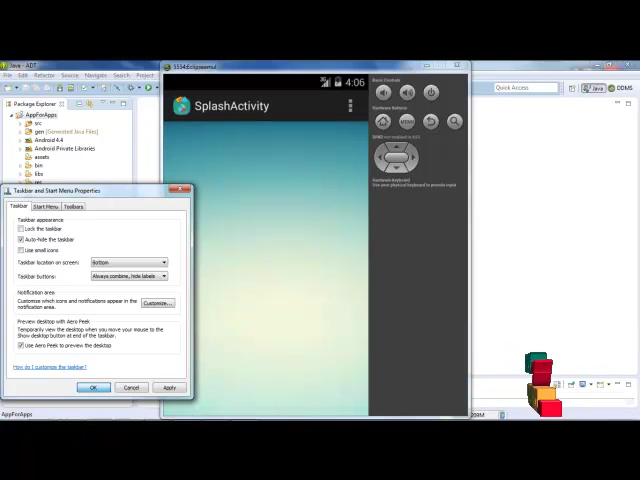 Java - ADT
5554:Eclipseemul
File Edit Refactor Source Navigate Search Project
Quick Access
Java
DDMS
Package Explorer
AppForApps
src
gen [Generated Java Files]
Android 4.4
Android Private Libraries
assets
bin
libs
res
4:06
SplashActivity
Basic Controls
Hardware Buttons
MENU
DPAD not enabled in AVD
Hardware Keyboard
Use your physical keyboard to provide input
Taskbar and Start Menu Properties
Taskbar
Start Menu
Toolbars
Taskbar appearance
Lock the taskbar
Auto-hide the taskbar
Use small icons
Taskbar location on screen:
Bottom
Taskbar buttons:
Always combine, hide labels
Notification area
Customize which icons and notifications appear in the
notification area.
Customize...
Preview desktop with Aero Peek
Temporarily view the desktop when you move your mouse to the
Show desktop button at end of the taskbar.
Use Aero Peek to preview the desktop
How do I customize the taskbar?
OK
Cancel
Apply
AppForApps